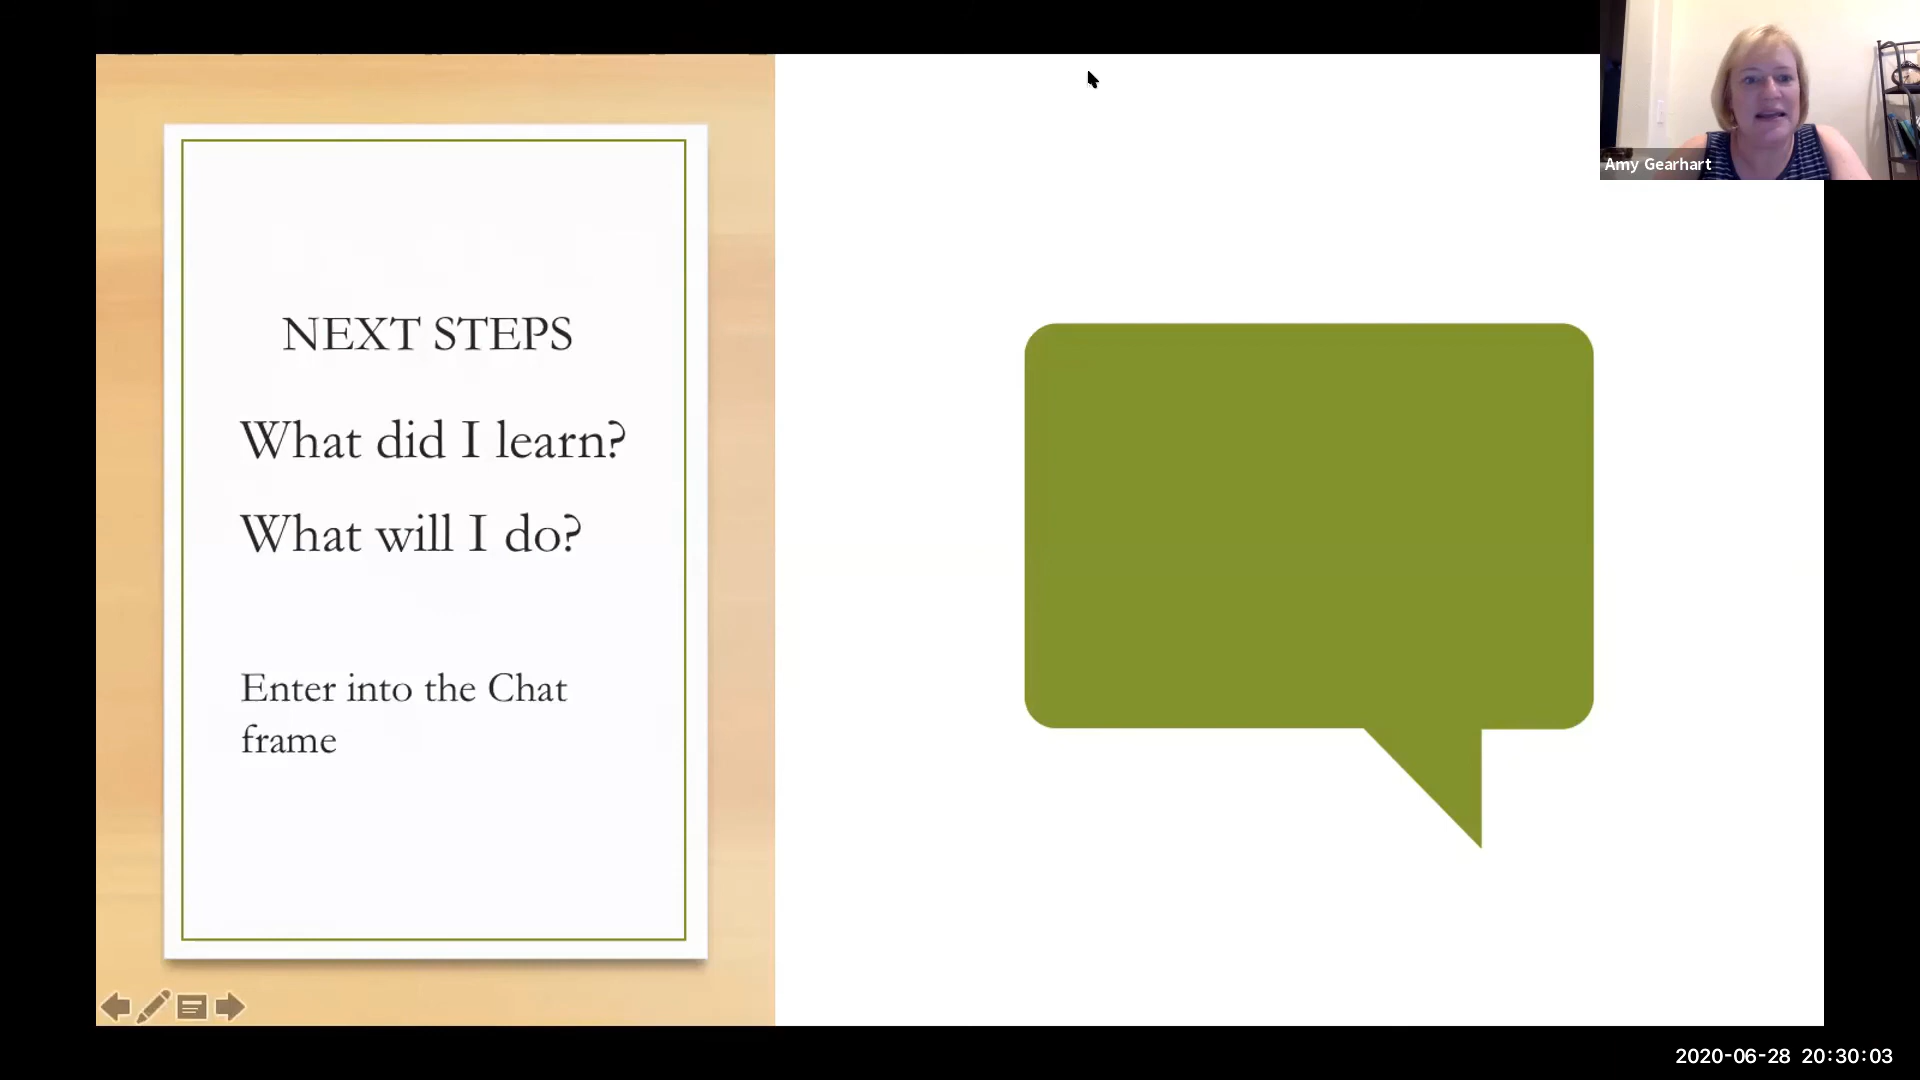 NEXT STEPS
What did I learn?
What will I do?
Enter into the Chat
frame
Amy Gearhart
2020-06-28 20:30:03